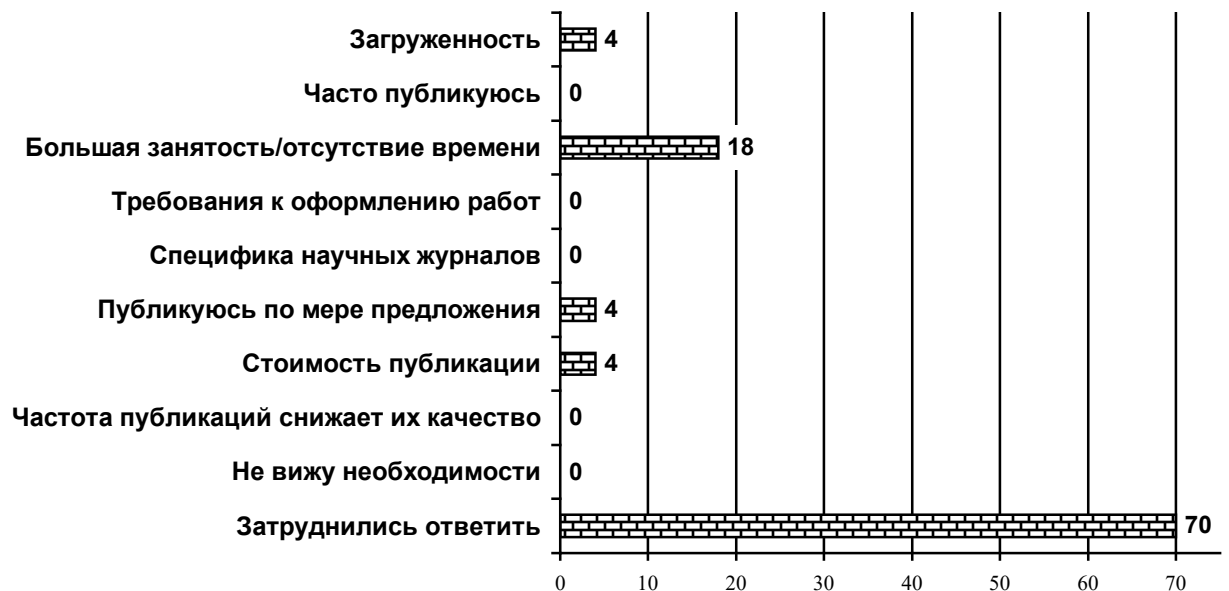 Загруженность 4
Часто публикуюсь 0
Большая занятость/отсутствие времени 18
Требования к оформлению работ 0
Специфика научных журналов 0
Публикуюсь по мере предложения 4
Стоимость публикации 4
Частота публикаций снижает их качество 0
Не вижу необходимости 0
Затруднились ответить 70
0 10 20 30 40 50 60 70